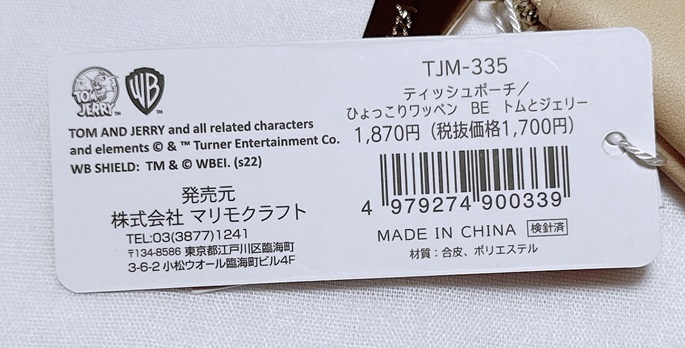 TOM AND JERRY
WB
TOM AND JERRY and all related characters
and elements © & ™ Turner Entertainment Co.
WB SHIELD: TM & © WBEI. (s22)
発売元
株式会社 マリモクラフト
TEL:03(3877)1241
〒134-8586 東京都江戸川区臨海町
3-6-2 小松ウオール臨海町ビル4F
TJM-335
ティッシュポーチ/
ひょっこりワッペン BE トムとジェリー
1,870円(税抜価格1,700円)
4 979274 900339
MADE IN CHINA 検針済
材質:合皮、ポリエステル